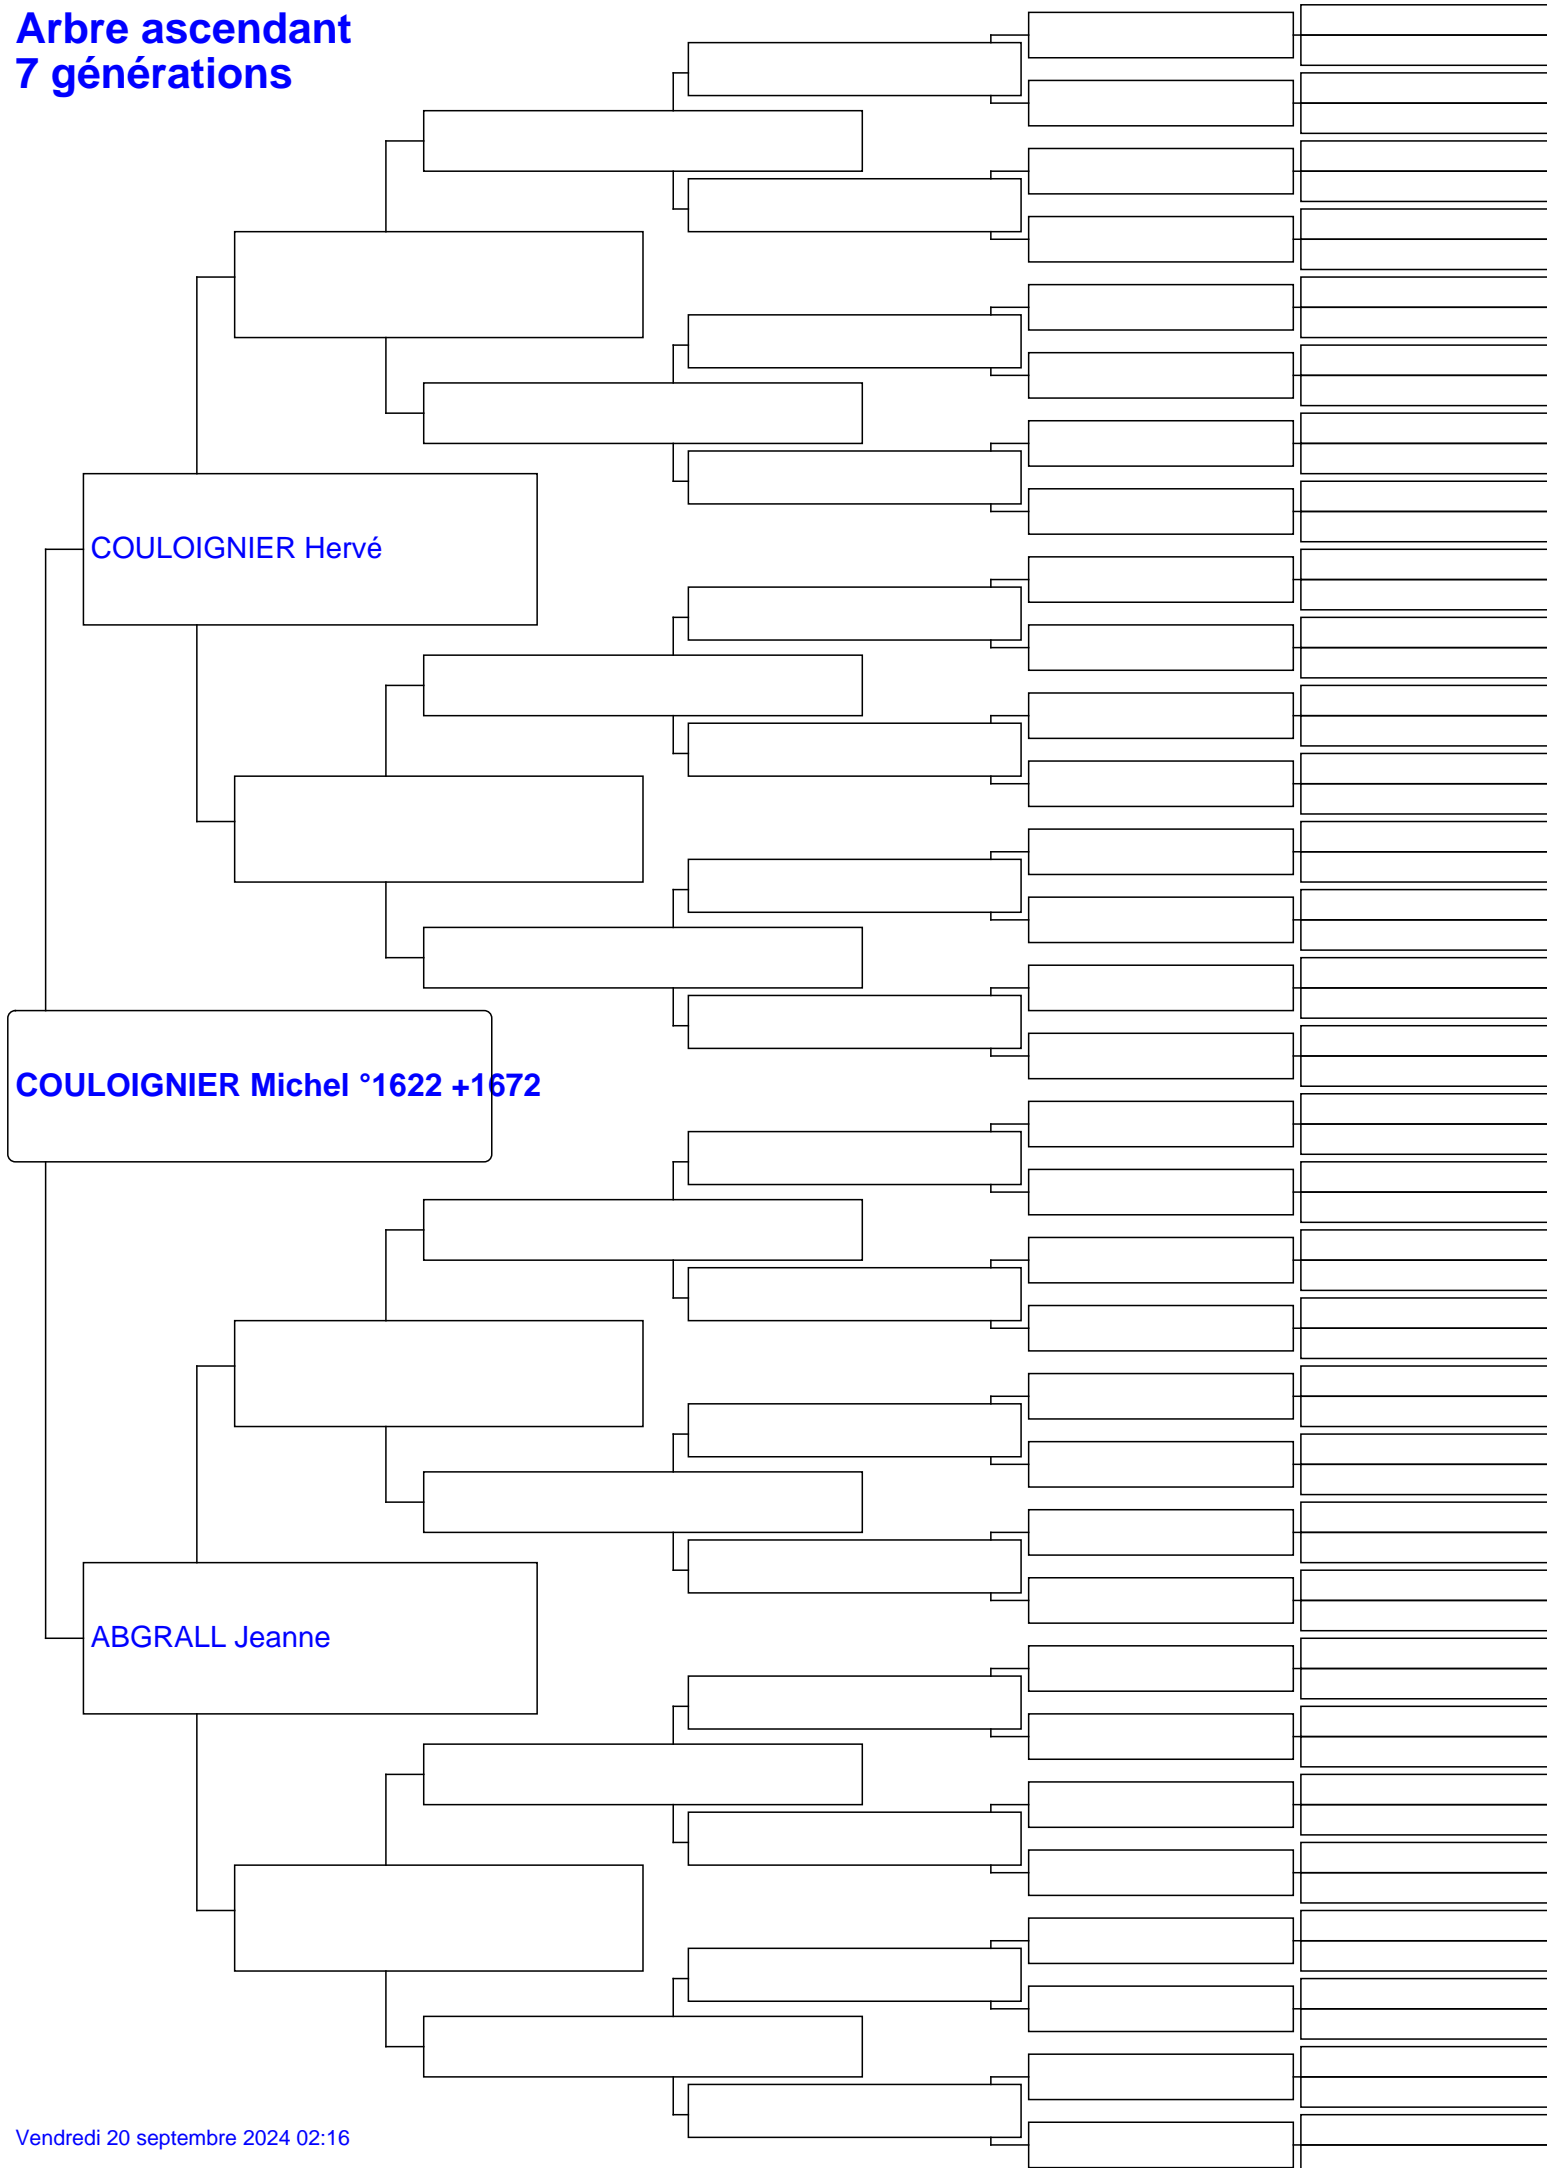 Arbre ascendant
7 générations
COULOIGNIER Hervé
COULOIGNIER Michel °1622 +1672
ABGRALL Jeanne
Vendredi 20 septembre 2024 02:16